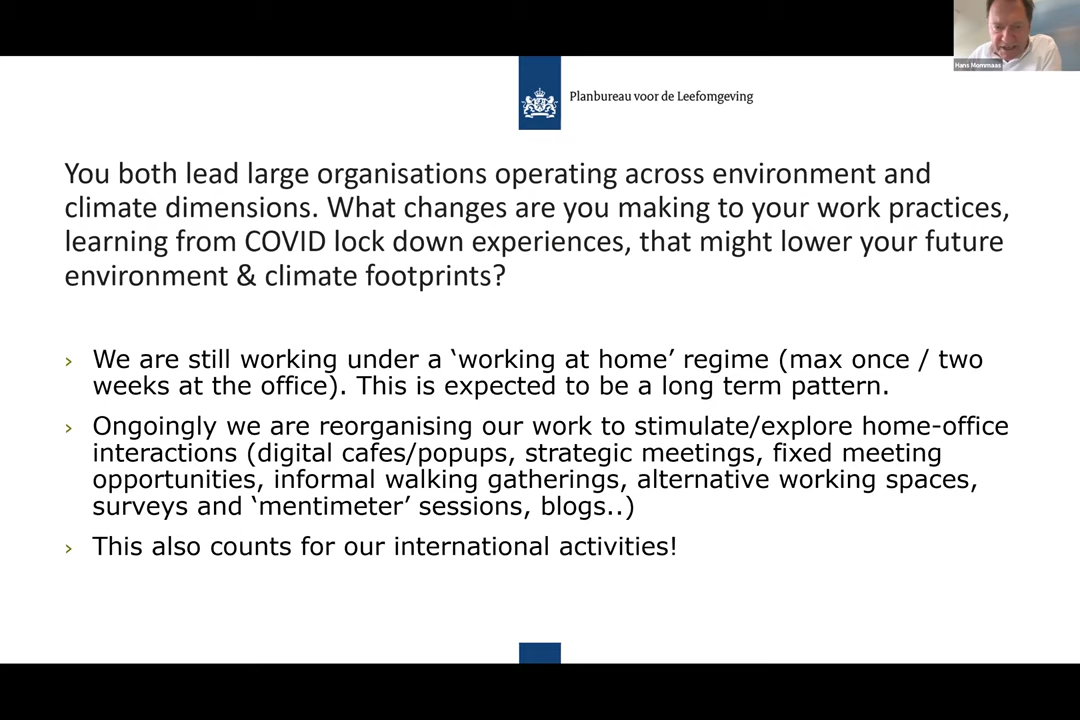 Hans Mommaas
Planbureau voor de Leefomgeving
You both lead large organisations operating across environment and
climate dimensions. What changes are you making to your work practices,
learning from COVID lock down experiences, that might lower your future
environment & climate footprints?
› We are still working under a ‘working at home’ regime (max once / two
weeks at the office). This is expected to be a long term pattern.
› Ongoingly we are reorganising our work to stimulate/explore home-office
interactions (digital cafes/popups, strategic meetings, fixed meeting
opportunities, informal walking gatherings, alternative working spaces,
surveys and ‘mentimeter’ sessions, blogs..)
› This also counts for our international activities!